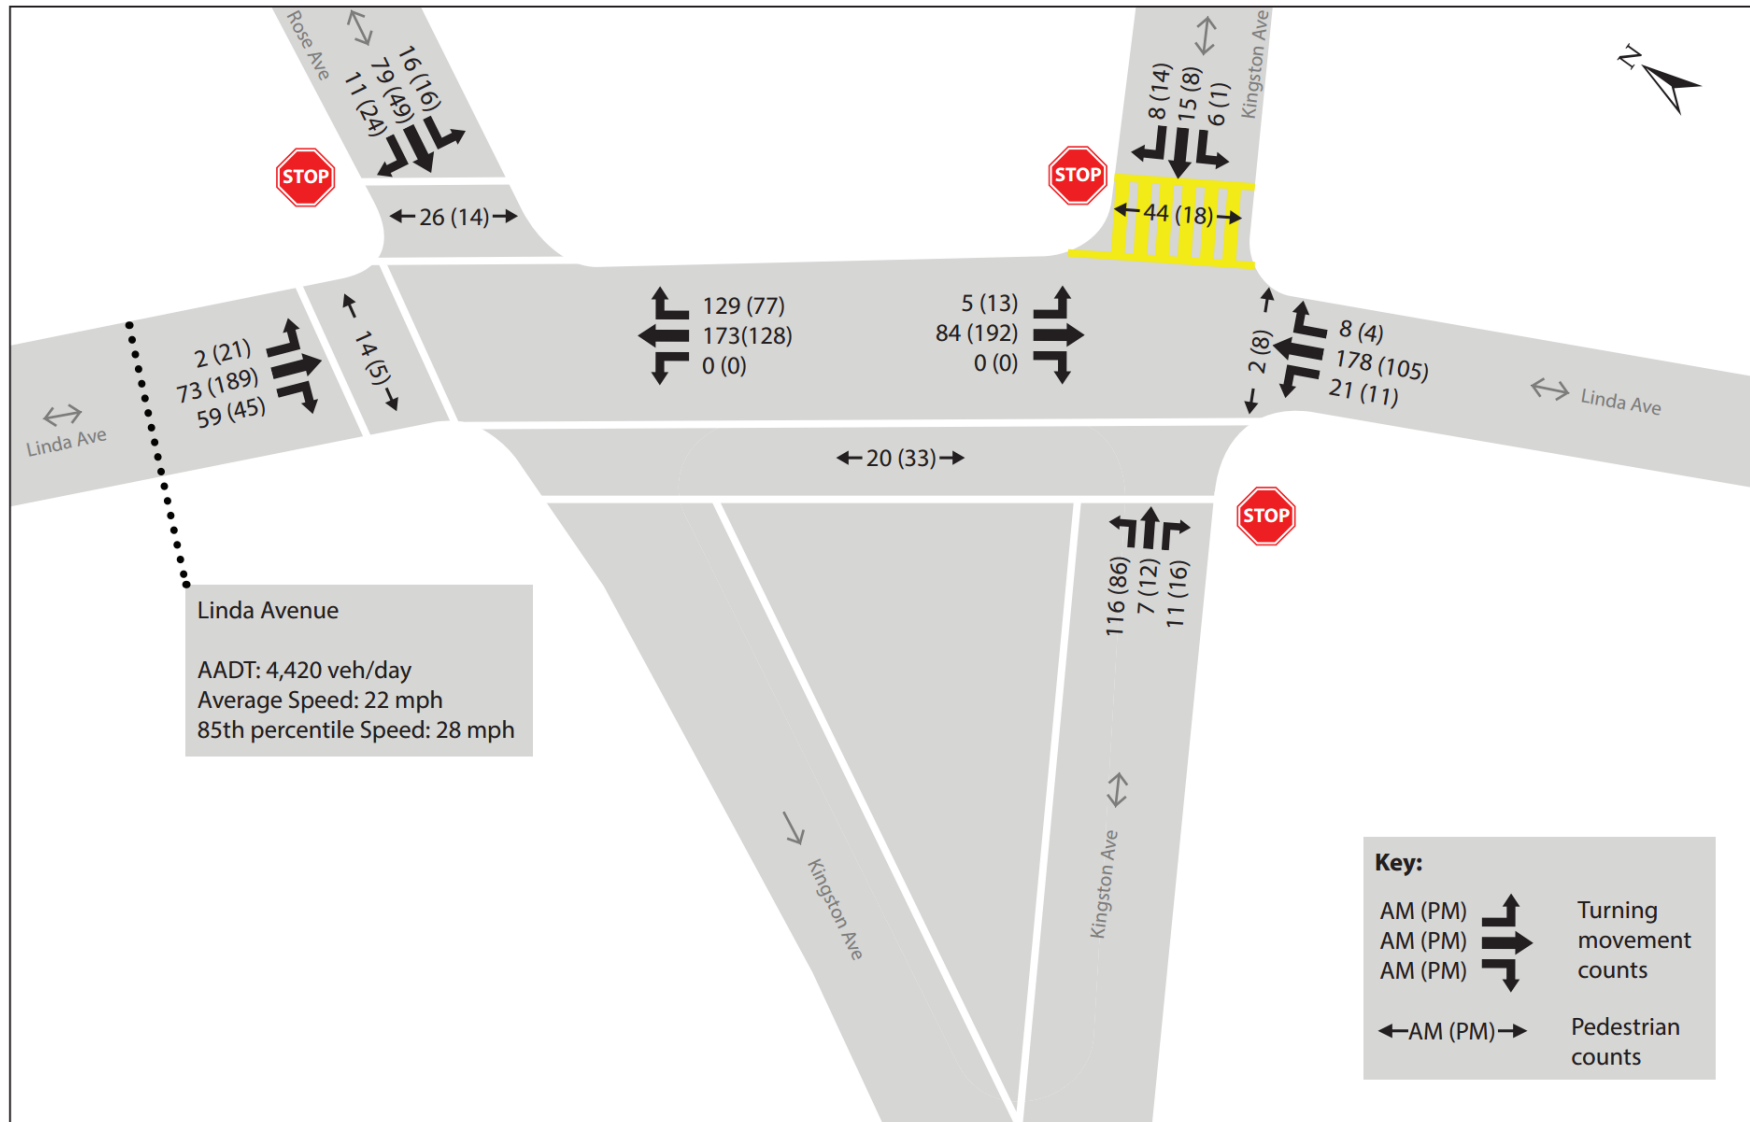 Rose Ave
16 (16)
79 (49)
11 (24)
STOP
26 (14)
Kingston Ave
8 (14)
15 (8)
6 (1)
STOP
44 (18)
N
2 (21)
73 (189)
59 (45)
14 (5)
Linda Ave
129 (77)
173(128)
0 (0)
5 (13)
84 (192)
0 (0)
2 (8)
8 (4)
178 (105)
21 (11)
Linda Ave
20 (33)
STOP
116 (86)
7 (12)
11 (16)
Linda Avenue
AADT: 4,420 veh/day
Average Speed: 22 mph
85th percentile Speed: 28 mph
Kingston Ave
Kingston Ave
Key:
AM (PM)
AM (PM)
AM (PM)
Turning
movement
counts
AM (PM)
Pedestrian
counts